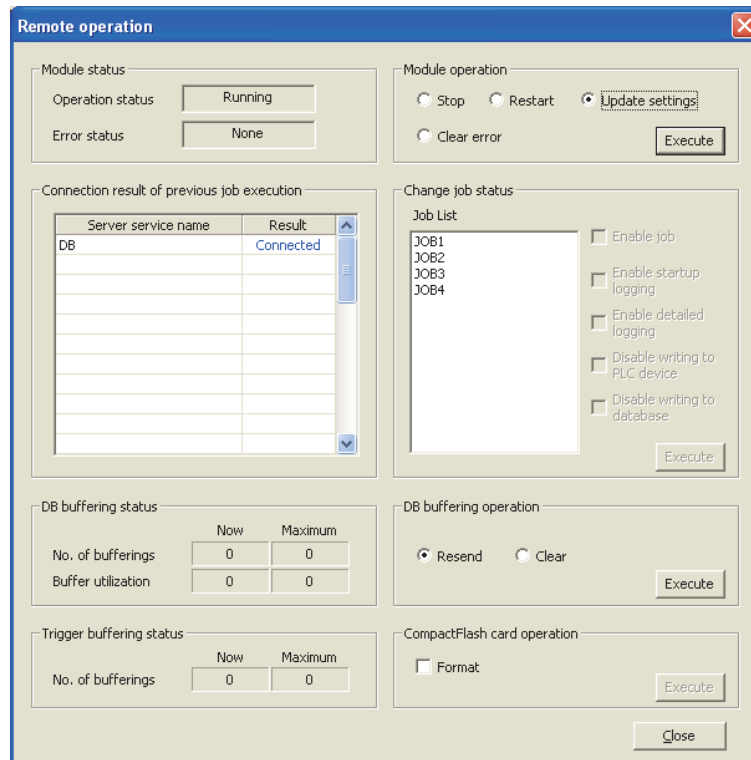 Remote operation
Module status
Operation status Running
Error status None
Module operation
Stop Restart Update settings
Clear error Execute
Connection result of previous job execution
Server service name Result
DB Connected
Change job status
Job List
JOB1
JOB2
JOB3
JOB4
Enable job
Enable startup
logging
Enable detailed
logging
Disable writing to
PLC device
Disable writing to
database
Execute
DB buffering status
Now Maximum
No. of bufferings 0 0
Buffer utilization 0 0
DB buffering operation
Resend Clear
Execute
Trigger buffering status
Now Maximum
No. of bufferings 0 0
CompactFlash card operation
Format
Execute
Close